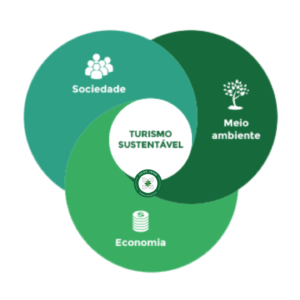 Sociedade
Meio
ambiente
TURISMO
SUSTENTÁVEL
Economia